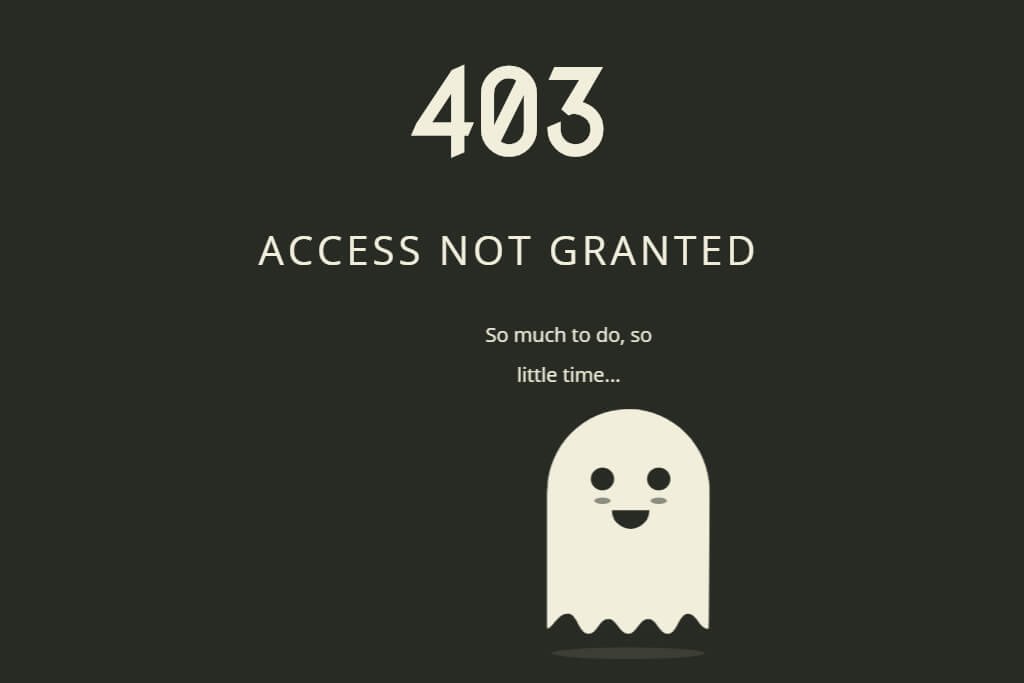 403
ACCESS NOT GRANTED
So much to do, so
little time...